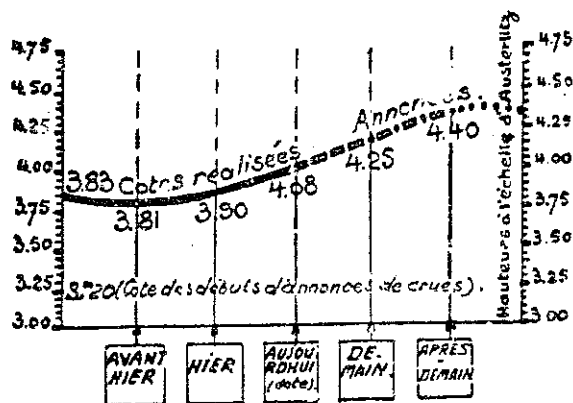 4.75
4.50
4.25
4.00
3.75
3.50
3.25
3.00
3.83 Cotes réalisées
Annoncées.
3.81
3.90
4.08
4.25
4.40
3m20 (Cote des débuts d'annonces de crues).
Hauteurs à l'échelle d'Austerlitz
4.75
4.50
4.25
4.00
3.75
3.50
3.25
3.00
AVANT
HIER
HIER
AUJOU
RDHUI
(date)
DE-
MAIN.
APRÈS-
DEMAIN